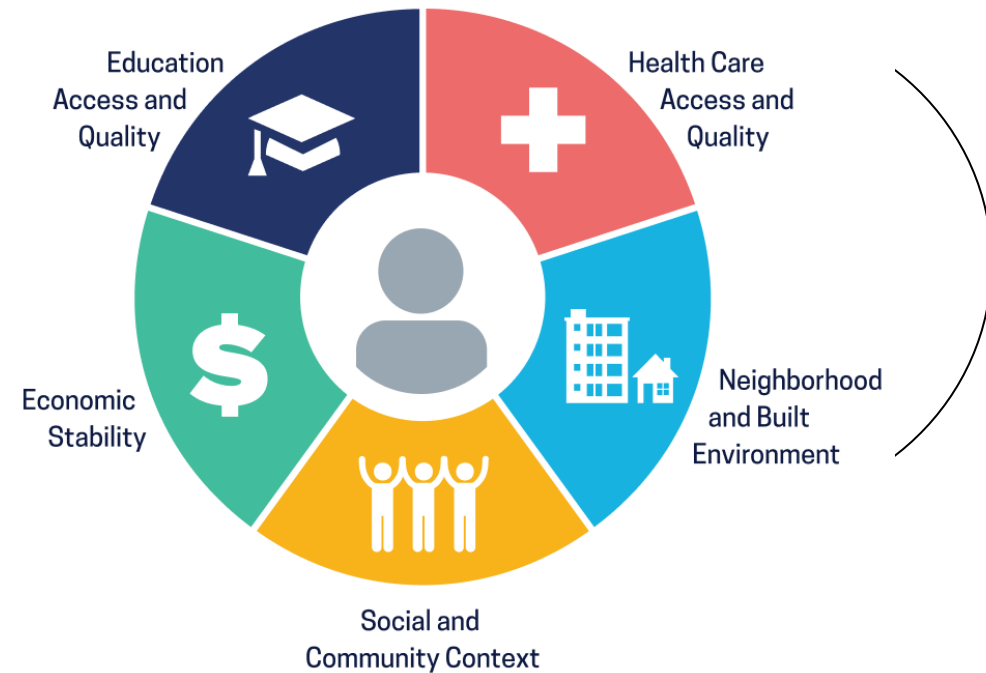 Education
Access and
Quality
Health Care
Access and
Quality
Economic
Stability
Neighborhood
and Built
Environment
Social and
Community Context